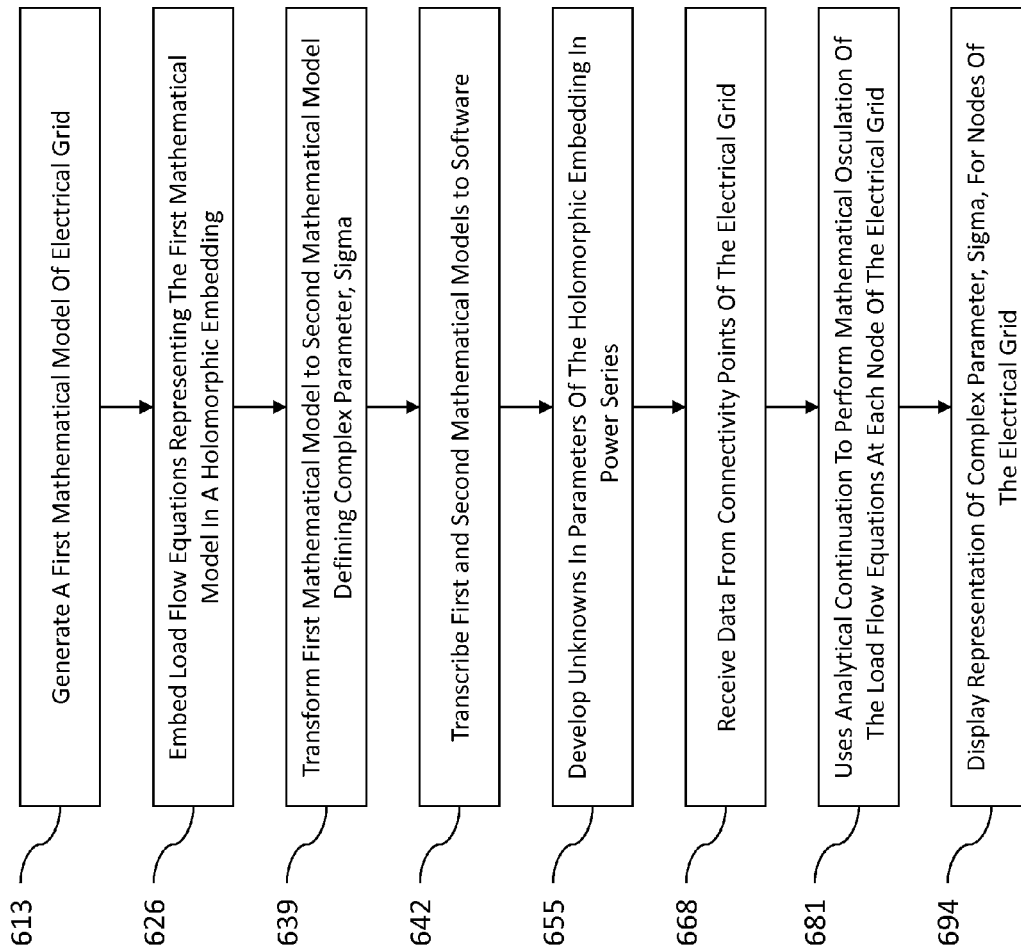 613
Generate A First Mathematical Model Of Electrical Grid
626
Embed Load Flow Equations Representing The First Mathematical
Model In A Holomorphic Embedding
639
Transform First Mathematical Model to Second Mathematical Model
Defining Complex Parameter, Sigma
642
Transcribe First and Second Mathematical Models to Software
655
Develop Unknowns In Parameters Of The Holomorphic Embedding In
Power Series
668
Receive Data From Connectivity Points Of The Electrical Grid
681
Uses Analytical Continuation To Perform Mathematical Osculation Of
The Load Flow Equations At Each Node Of The Electrical Grid
694
Display Representation Of Complex Parameter, Sigma, For Nodes Of
The Electrical Grid